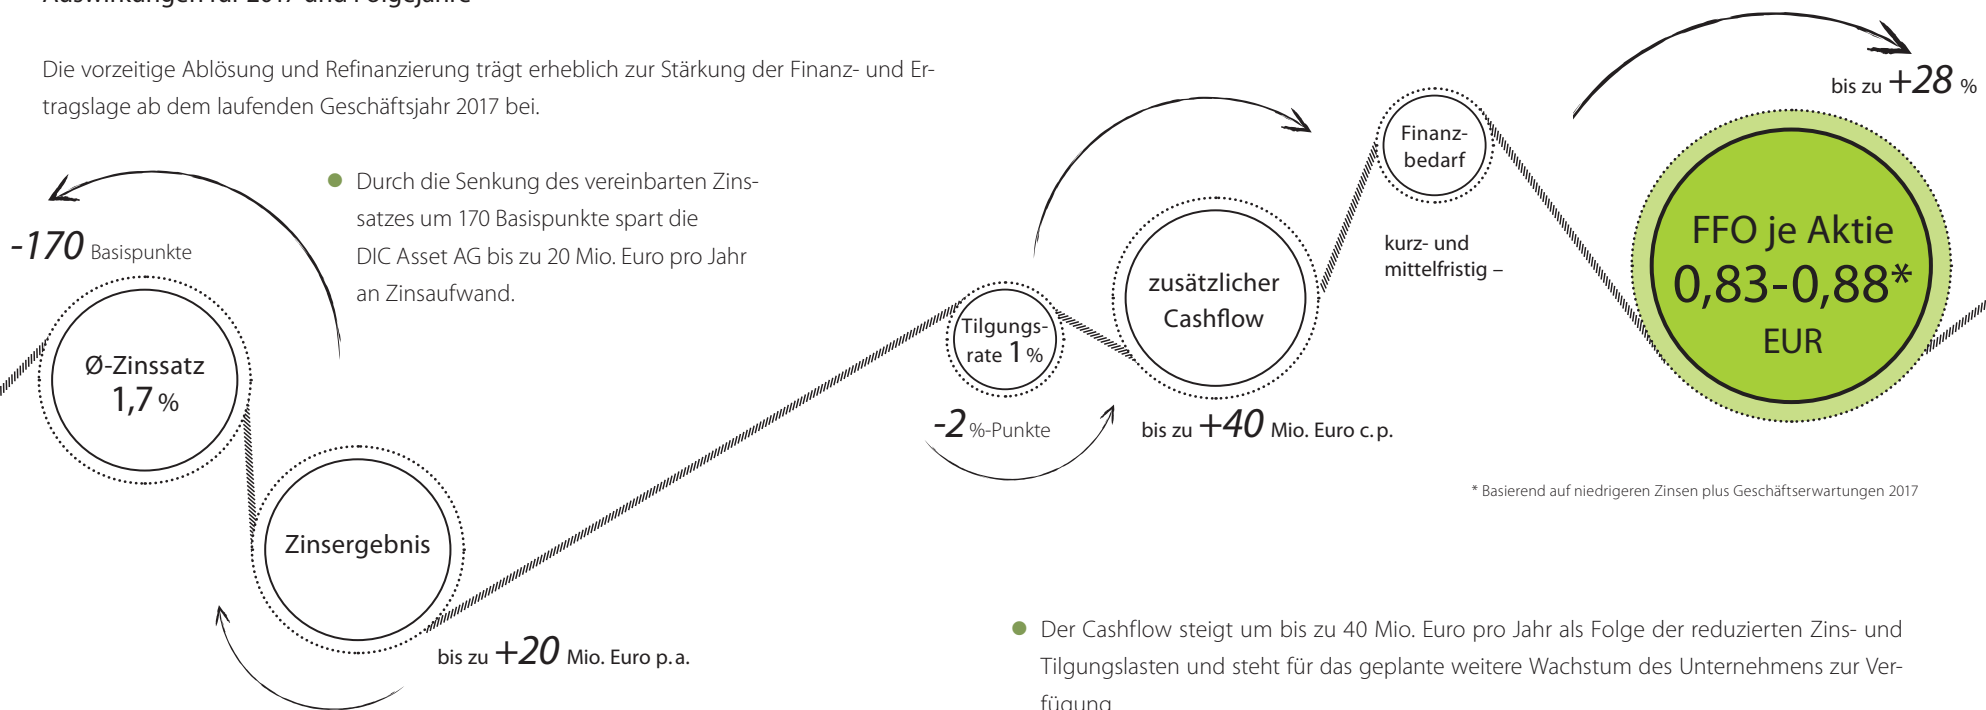 Auswirkungen für 2017 und Folgejahre
Die vorzeitige Ablösung und Refinanzierung trägt erheblich zur Stärkung der Finanz- und Er-
tragslage ab dem laufenden Geschäftsjahr 2017 bei.
-170 Basispunkte
Ø-Zinssatz
1,7 %
Durch die Senkung des vereinbarten Zins-
satzes um 170 Basispunkte spart die
DIC Asset AG bis zu 20 Mio. Euro pro Jahr
an Zinsaufwand.
Zinsergebnis
bis zu +20 Mio. Euro p.a.
Tilgungs-
rate 1 %
-2 %-Punkte
zusätzlicher
Cashflow
bis zu +40 Mio. Euro c.p.
Finanz-
bedarf
kurz- und
mittelfristig –
bis zu +28 %
FFO je Aktie
0,83-0,88*
EUR
* Basierend auf niedrigeren Zinsen plus Geschäftserwartungen 2017
Der Cashflow steigt um bis zu 40 Mio. Euro pro Jahr als Folge der reduzierten Zins- und
Tilgungslasten und steht für das geplante weitere Wachstum des Unternehmens zur Ver-
fügung